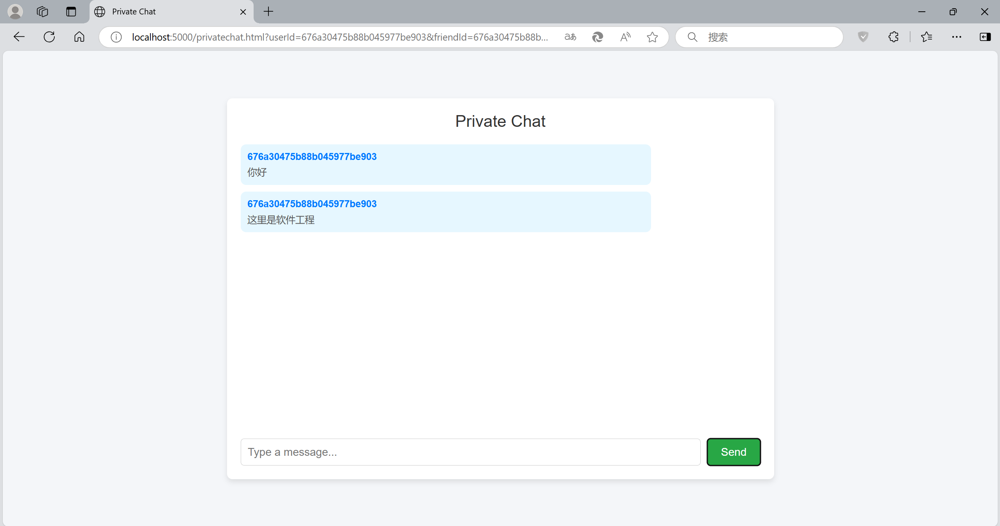 Private Chat
localhost:5000/privatechat.html?userId=676a30475b88b045977be903&friendId=676a30475b88b...
搜索
Private Chat
676a30475b88b045977be903
你好
676a30475b88b045977be903
这里是软件工程
Type a message...
Send